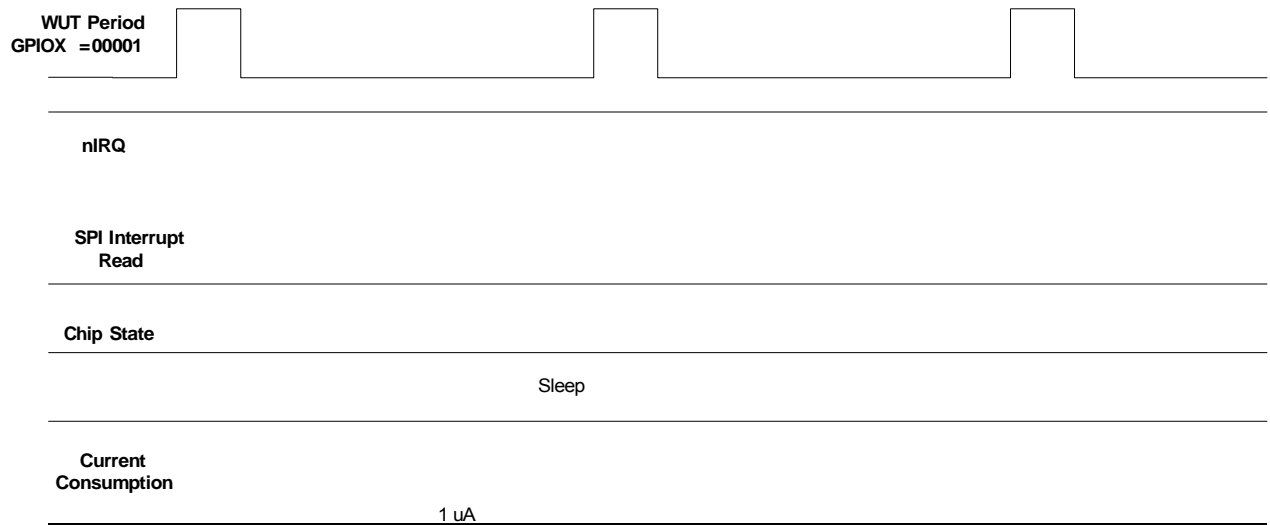 WUT Period
GPIOX =00001
nIRQ
SPI Interrupt
Read
Chip State
Sleep
Current
Consumption
1 uA